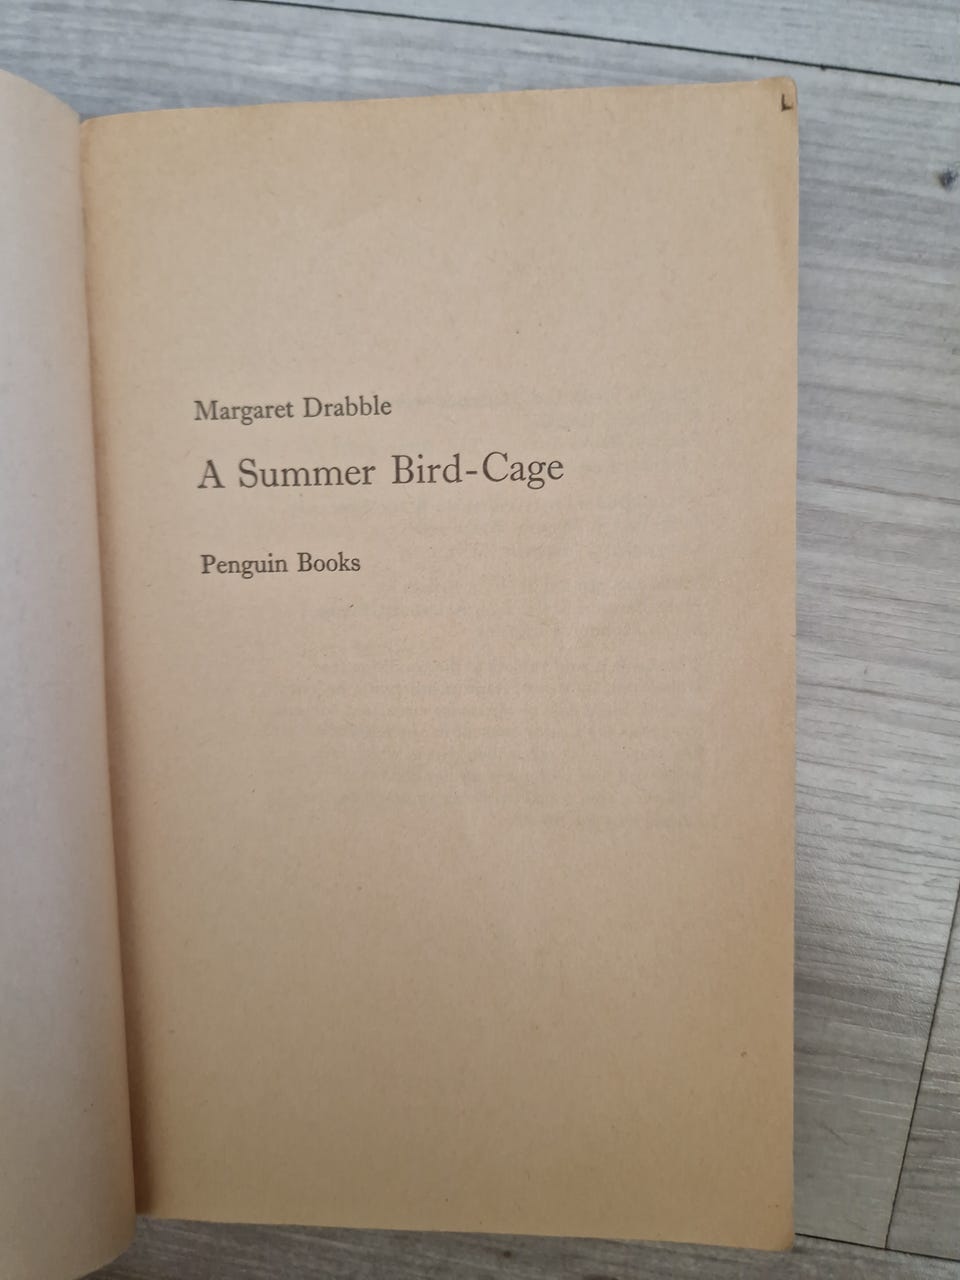 Margaret Drabble
A Summer Bird-Cage
Penguin Books